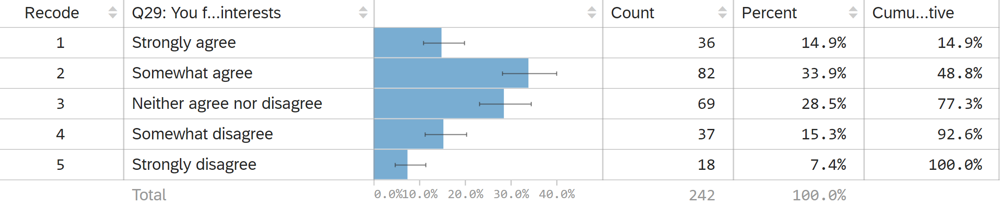 Recode Q29: You f...interests Count Percent Cumu...tive
1 Strongly agree 36 14.9% 14.9%
2 Somewhat agree 82 33.9% 48.8%
3 Neither agree nor disagree 69 28.5% 77.3%
4 Somewhat disagree 37 15.3% 92.6%
5 Strongly disagree 18 7.4% 100.0%
Total 0.0% 10.0% 20.0% 30.0% 40.0% 242 100.0%